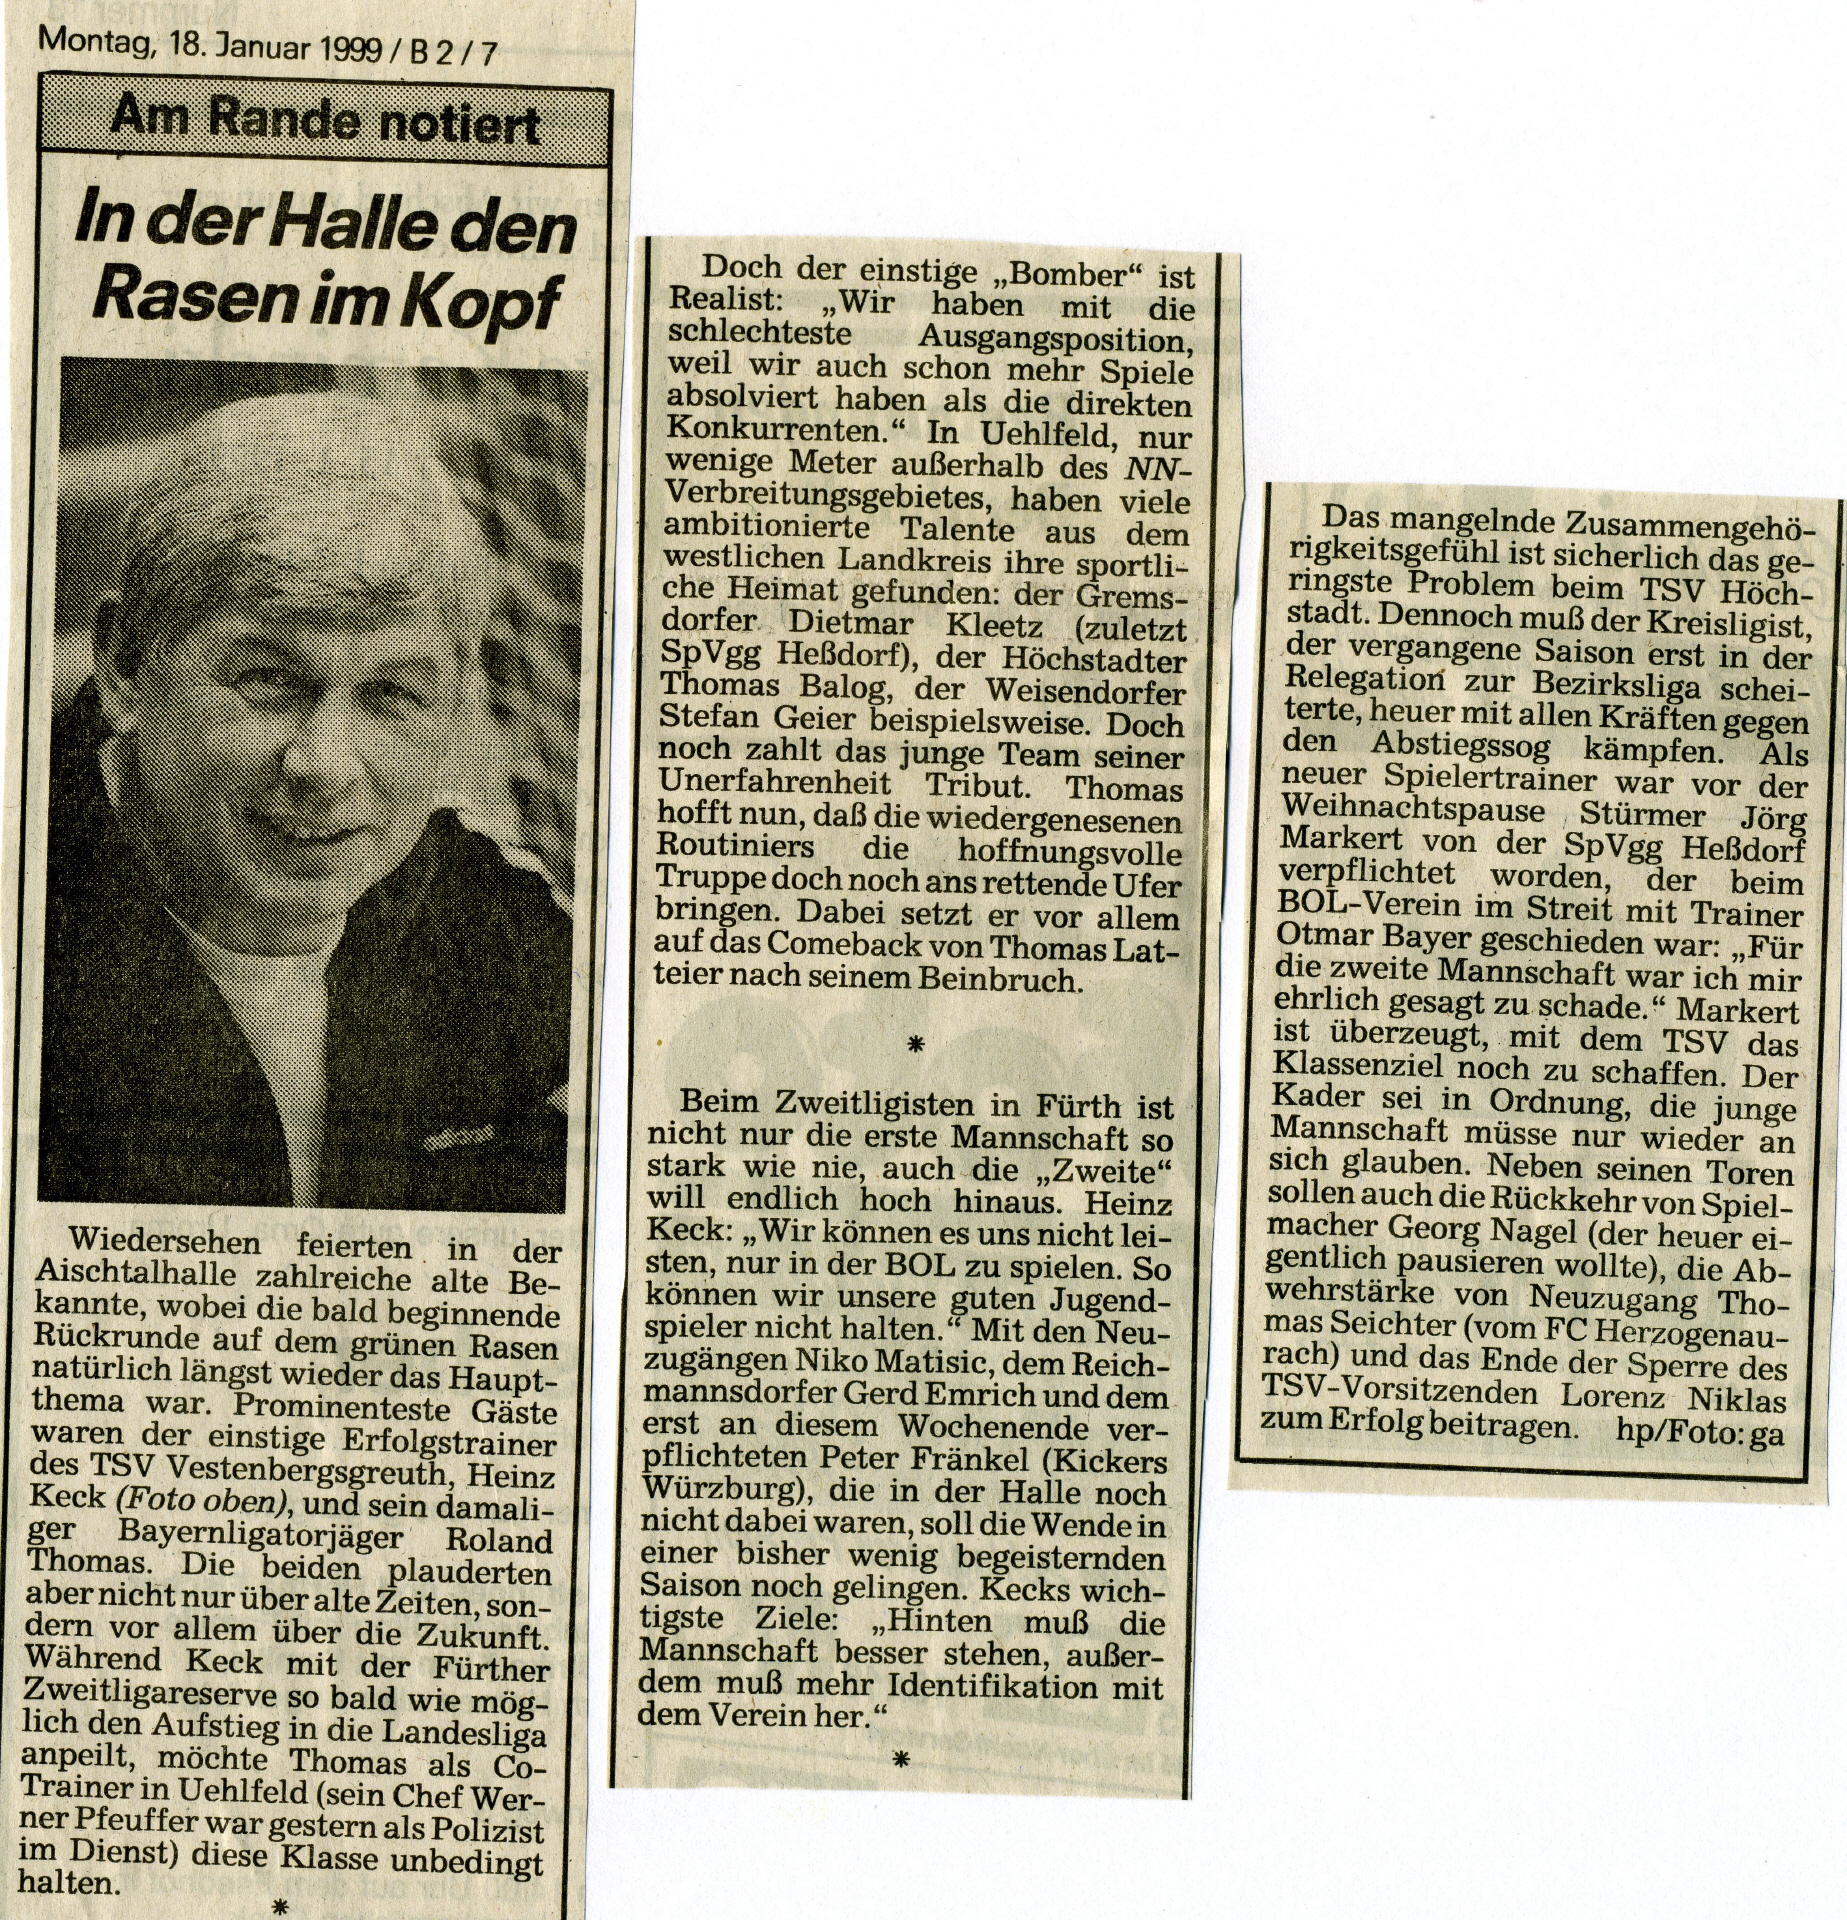 Montag, 18. Januar 1999 / B 2 / 7
Am Rande notiert
In der Halle den
Rasen im Kopf
Wiedersehen feierten in der
Aischtalhalle zahlreiche alte Be-
kannte, wobei die bald beginnende
Rückrunde auf dem grünen Rasen
natürlich längst wieder das Haupt-
thema war. Prominenteste Gäste
waren der einstige Erfolgstrainer
des TSV Vestenbergsgreuth, Heinz
Keck (Foto oben), und sein damali-
ger Bayernligatorjäger Roland
Thomas. Die beiden plauderten
aber nicht nur über alte Zeiten, son-
dern vor allem über die Zukunft.
Während Keck mit der Fürther
Zweitligareserve so bald wie mög-
lich den Aufstieg in die Landesliga
anpeilt, möchte Thomas als Co-
Trainer in Uehlfeld (sein Chef Wer-
ner Pfeuffer war gestern als Polizist
im Dienst) diese Klasse unbedingt
halten.
*
Doch der einstige „Bomber“ ist
Realist: „Wir haben mit die
schlechteste Ausgangsposition,
weil wir auch schon mehr Spiele
absolviert haben als die direkten
Konkurrenten.“ In Uehlfeld, nur
wenige Meter außerhalb des NN-
Verbreitungsgebietes, haben viele
ambitionierte Talente aus dem
westlichen Landkreis ihre sportli-
che Heimat gefunden: der Grems-
dorfer Dietmar Kleetz (zuletzt
SpVgg Heßdorf), der Höchstadter
Thomas Balog, der Weisendorfer
Stefan Geier beispielsweise. Doch
noch zahlt das junge Team seiner
Unerfahrenheit Tribut. Thomas
hofft nun, daß die wiedergenesenen
Routiniers die hoffnungsvolle
Truppe doch noch ans rettende Ufer
bringen. Dabei setzt er vor allem
auf das Comeback von Thomas Lat-
teier nach seinem Beinbruch.
*
Beim Zweitligisten in Fürth ist
nicht nur die erste Mannschaft so
stark wie nie, auch die „Zweite“
will endlich hoch hinaus. Heinz
Keck: „Wir können es uns nicht lei-
sten, nur in der BOL zu spielen. So
können wir unsere guten Jugend-
spieler nicht halten.“ Mit den Neu-
zugängen Niko Matisic, dem Reich-
mannsdorfer Gerd Emrich und dem
erst an diesem Wochenende ver-
pflichteten Peter Fränkel (Kickers
Würzburg), die in der Halle noch
nicht dabei waren, soll die Wende in
einer bisher wenig begeisternden
Saison noch gelingen. Kecks wich-
tigste Ziele: „Hinten muß die
Mannschaft besser stehen, außer-
dem muß mehr Identifikation mit
dem Verein her.“
*
Das mangelnde Zusammengehö-
rigkeitsgefühl ist sicherlich das ge-
ringste Problem beim TSV Höch-
stadt. Dennoch muß der Kreisligist,
der vergangene Saison erst in der
Relegation zur Bezirksliga schei-
terte, heuer mit allen Kräften gegen
den Abstiegssog kämpfen. Als
neuer Spielertrainer war vor der
Weihnachtspause Stürmer Jörg
Markert von der SpVgg Heßdorf
verpflichtet worden, der beim
BOL-Verein im Streit mit Trainer
Otmar Bayer geschieden war: „Für
die zweite Mannschaft war ich mir
ehrlich gesagt zu schade.“ Markert
ist überzeugt, mit dem TSV das
Klassenziel noch zu schaffen. Der
Kader sei in Ordnung, die junge
Mannschaft müsse nur wieder an
sich glauben. Neben seinen Toren
sollen auch die Rückkehr von Spiel-
macher Georg Nagel (der heuer ei-
gentlich pausieren wollte), die Ab-
wehrstärke von Neuzugang Tho-
mas Seichter (vom FC Herzogenau-
rach) und das Ende der Sperre des
TSV-Vorsitzenden Lorenz Niklas
zum Erfolg beitragen. hp/Foto: ga